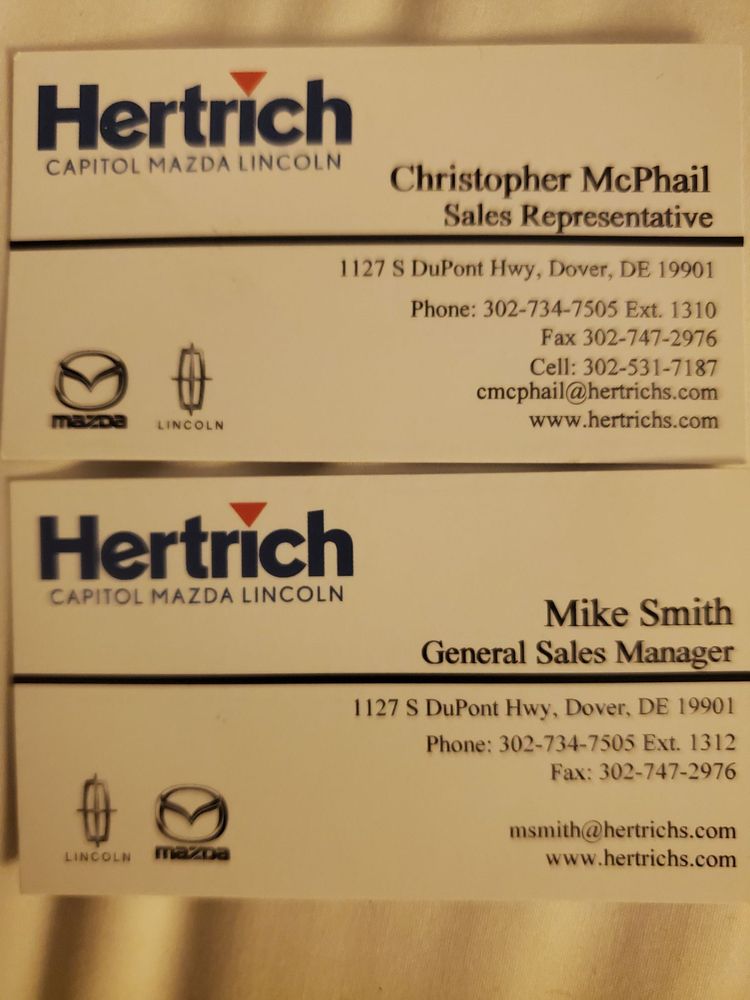 Hertrich
CAPITOL MAZDA LINCOLN
Christopher McPhail
Sales Representative
1127 S DuPont Hwy, Dover, DE 19901
Phone: 302-734-7505 Ext. 1310
Fax 302-747-2976
Cell: 302-531-7187
cmcphail@hertrichs.com
www.hertrichs.com
mazDa LINCOLN
Hertrich
CAPITOL MAZDA LINCOLN
Mike Smith
General Sales Manager
1127 S DuPont Hwy, Dover, DE 19901
Phone: 302-734-7505 Ext. 1312
Fax: 302-747-2976
msmith@hertrichs.com
www.hertrichs.com
LINCOLN mazDa